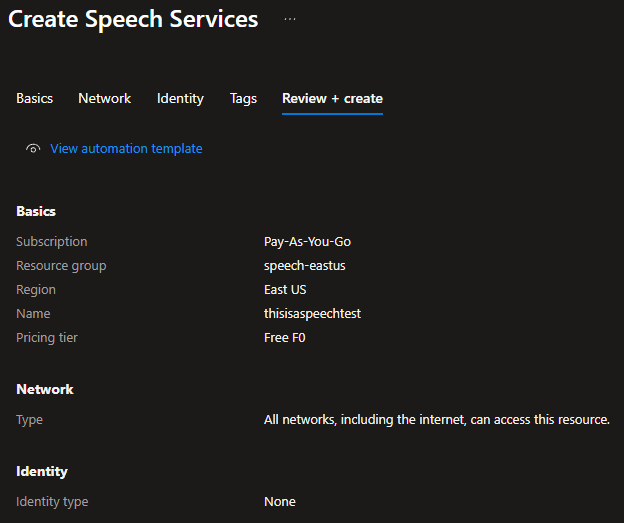 Create Speech Services ...
Basics Network Identity Tags Review + create
View automation template
Basics
Subscription Pay-As-You-Go
Resource group speech-eastus
Region East US
Name thisisaspeechtest
Pricing tier Free F0
Network
Type All networks, including the internet, can access this resource.
Identity
Identity type None